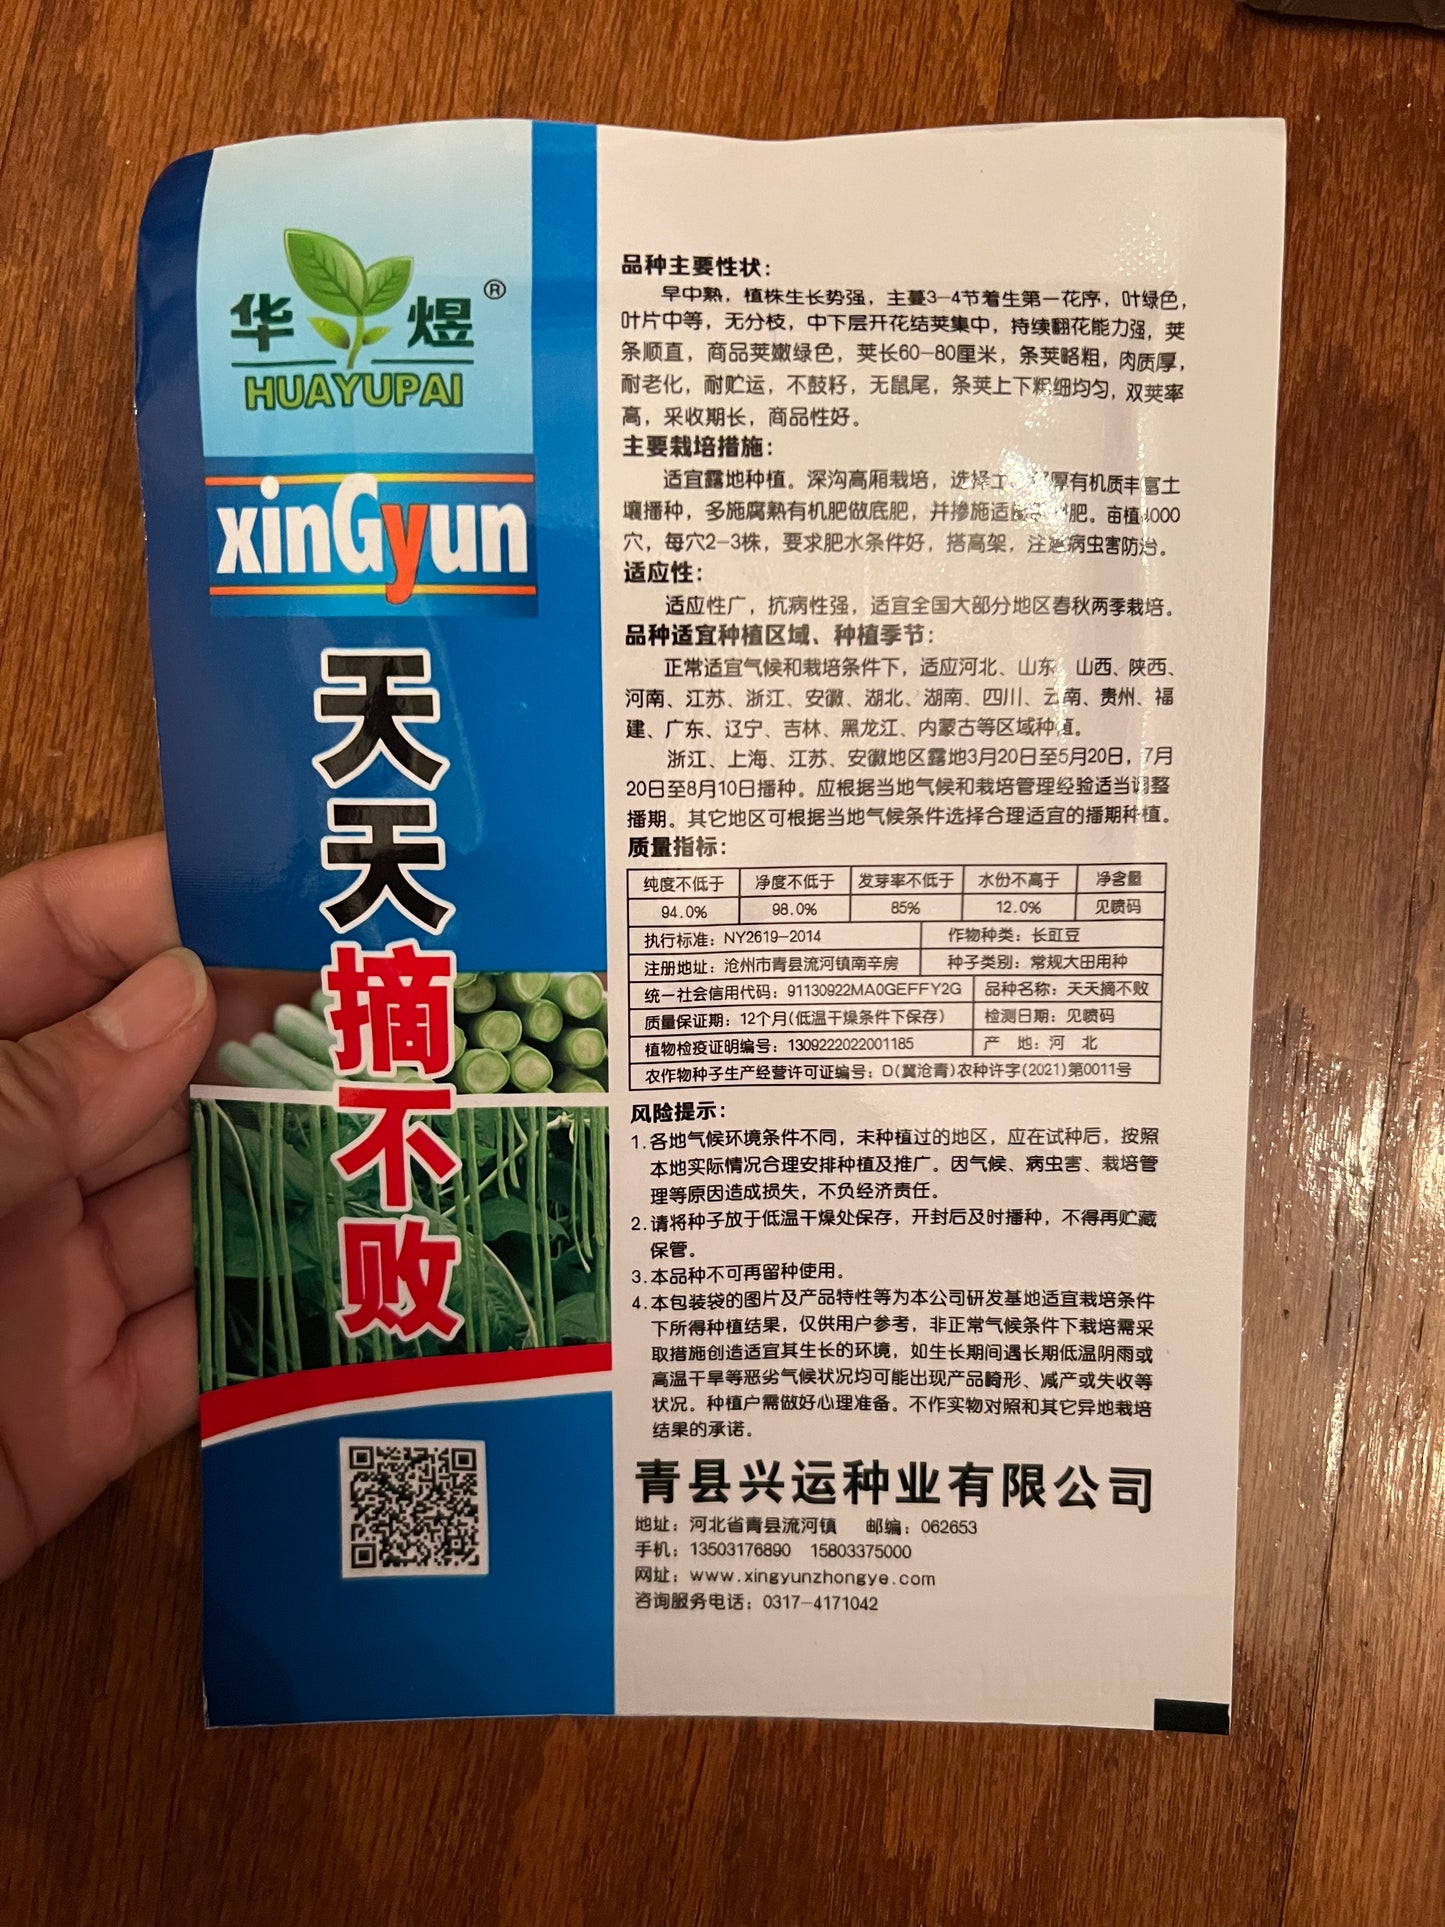 华煜®
HUAYUPAI
xinGyun
天天摘不败
品种主要性状：
早中熟，植株生长势强，主蔓3-4节着生第一花序，叶绿色，
叶片中等，无分枝，中下层开花结荚集中，持续翻花能力强，荚
条顺直，商品荚嫩绿色，荚长60-80厘米，条荚略粗，肉质厚，
耐老化，耐贮运，不鼓籽，无鼠尾，条荚上下粗细均匀，双荚率
高，采收期长，商品性好。
主要栽培措施：
适宜露地种植。深沟高厢栽培，选择土 厚有机质丰富土
壤播种，多施腐熟有机肥做底肥，并掺施适 肥。亩植4000
穴，每穴2-3株，要求肥水条件好，搭高架，注意病虫害防治。
适应性：
适应性广，抗病性强，适宜全国大部分地区春秋两季栽培。
品种适宜种植区域、种植季节：
正常适宜气候和栽培条件下，适应河北、山东、山西、陕西、
河南、江苏、浙江、安徽、湖北、湖南、四川、云南、贵州、福
建、广东、辽宁、吉林、黑龙江、内蒙古等区域种植。
浙江、上海、江苏、安徽地区露地3月20日至5月20日，7月
20日至8月10日播种。应根据当地气候和栽培管理经验适当调整
播期。其它地区可根据当地气候条件选择合理适宜的播期种植。
质量指标：
纯度不低于 净度不低于 发芽率不低于 水份不高于 净含量
94.0% 98.0% 85% 12.0% 见喷码
执行标准：NY2619-2014 作物种类：长豇豆
注册地址：沧州市青县流河镇南辛房 种子类别：常规大田用种
统一社会信用代码：91130922MA0GEFFY2G 品种名称：天天摘不败
质量保证期：12个月(低温干燥条件下保存) 检测日期：见喷码
植物检疫证明编号：1309222022001185 产 地：河 北
农作物种子生产经营许可证编号：D(冀沧青)农种许字(2021)第0011号
风险提示：
1.各地气候环境条件不同，未种植过的地区，应在试种后，按照
本地实际情况合理安排种植及推广。因气候、病虫害、栽培管
理等原因造成损失，不负经济责任。
2.请将种子放于低温干燥处保存，开封后及时播种，不得再贮藏
保管。
3.本品种不可再留种使用。
4.本包装袋的图片及产品特性等为本公司研发基地适宜栽培条件
下所得种植结果，仅供用户参考，非正常气候条件下栽培需采
取措施创造适宜其生长的环境，如生长期间遇长期低温阴雨或
高温干旱等恶劣气候状况均可能出现产品畸形、减产或失收等
状况。种植户需做好心理准备。不作实物对照和其它异地栽培
结果的承诺。
青县兴运种业有限公司
地址：河北省青县流河镇 邮编：062653
手机：13503176890 15803375000
网址：www.xingyunzhongye.com
咨询服务电话：0317-4171042